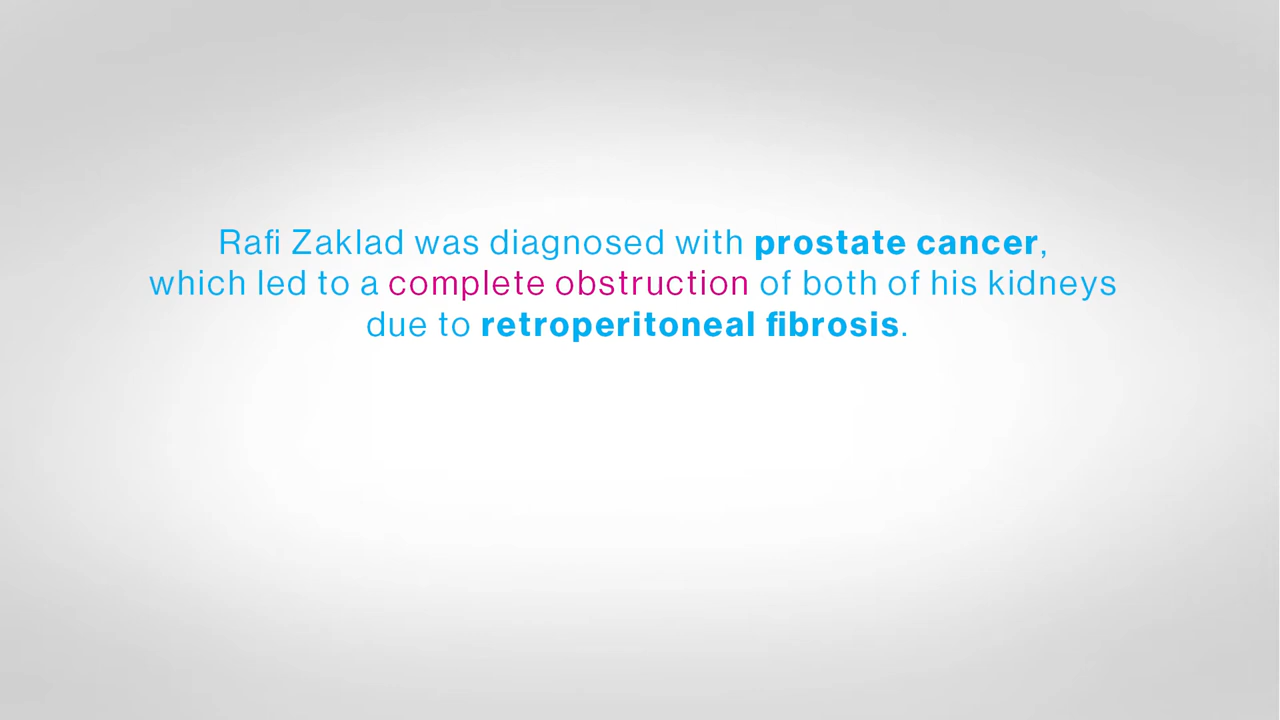 Rafi Zaklad was diagnosed with prostate cancer,
which led to a complete obstruction of both of his kidneys
due to retroperitoneal fibrosis.